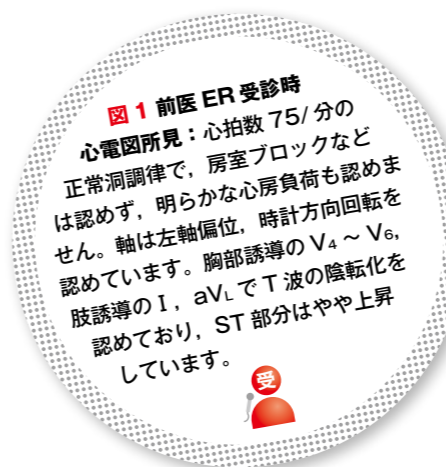 図 1 前医 ER 受診時
心電図所見：心拍数 75/ 分の
正常洞調律で，房室ブロックなど
は認めず，明らかな心房負荷も認めま
せん。軸は左軸偏位，時計方向回転を
認めています。胸部誘導の V4 ～ V6，
肢誘導の I ，aVL で T 波の陰転化を
認めており，ST 部分はやや上昇
しています。
受